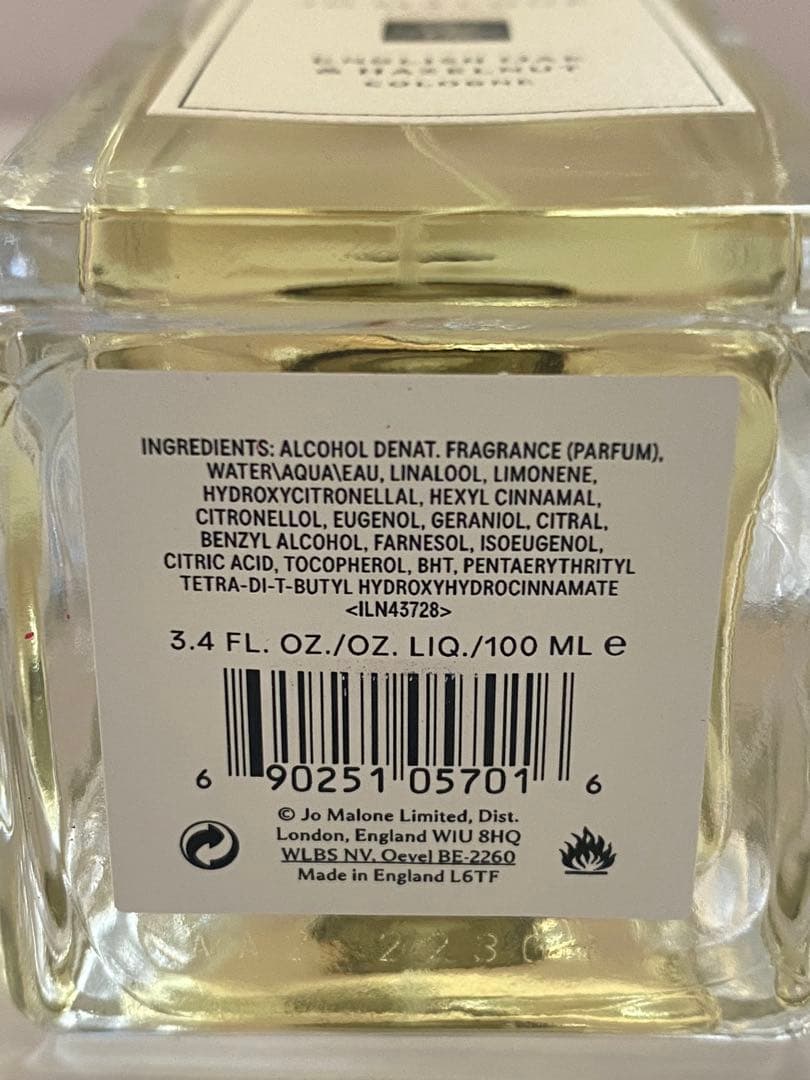 ENGLISH OAK
& HAZELNUT
COLOGNE
INGREDIENTS: ALCOHOL DENAT. FRAGRANCE (PARFUM),
WATER\AQUA\EAU, LINALOOL, LIMONENE,
HYDROXYCITRONELLAL, HEXYL CINNAMAL,
CITRONELLOL, EUGENOL, GERANIOL, CITRAL,
BENZYL ALCOHOL, FARNESOL, ISOEUGENOL,
CITRIC ACID, TOCOPHEROL, BHT, PENTAERYTHRITYL
TETRA-DI-T-BUTYL HYDROXYHYDROCINNAMATE
<ILN43728>
3.4 FL. OZ./OZ. LIQ./100 ML e
6 90251 05701 6
© Jo Malone Limited, Dist.
London, England W1U 8HQ
WLBS NV, Oevel BE-2260
Made in England L6TF